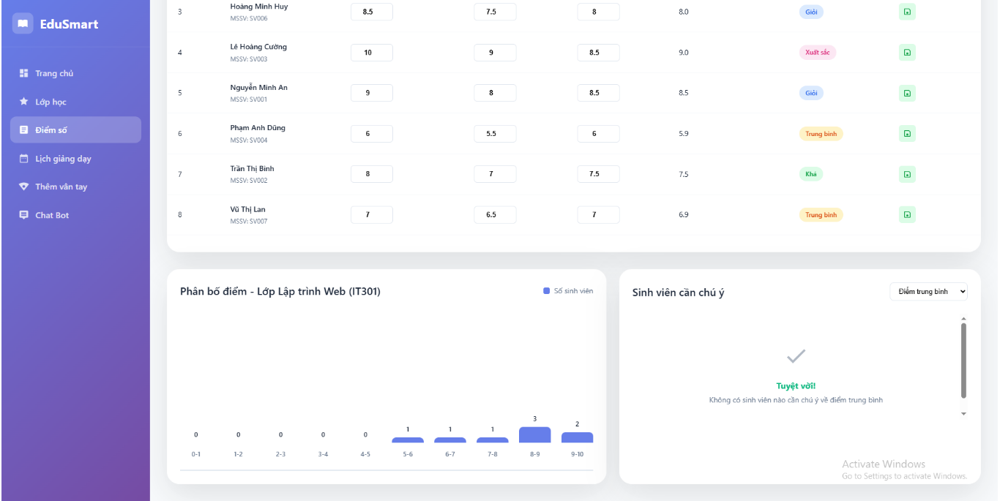 EduSmart
Trang chủ
Lớp học
Điểm số
Lịch giảng dạy
Thêm vân tay
Chat Bot
3 Hoàng Minh Huy 8.5 7.5 8 8.0 Giỏi
MSSV: SV006
4 Lê Hoàng Cường 10 9 8.5 9.0 Xuất sắc
MSSV: SV003
5 Nguyễn Minh An 9 8 8.5 8.5 Giỏi
MSSV: SV001
6 Phạm Anh Dũng 6 5.5 6 5.9 Trung bình
MSSV: SV004
7 Trần Thị Bình 8 7 7.5 7.5 Khá
MSSV: SV002
8 Vũ Thị Lan 7 6.5 7 6.9 Trung bình
MSSV: SV007
Phân bố điểm - Lớp Lập trình Web (IT301)
Số sinh viên
0 0 0 0 0 1 1 1 3 2
0-1 1-2 2-3 3-4 4-5 5-6 6-7 7-8 8-9 9-10
Sinh viên cần chú ý
Điểm trung bình
Tuyệt vời!
Không có sinh viên nào cần chú ý về điểm trung bình
Activate Windows
Go to Settings to activate Windows.